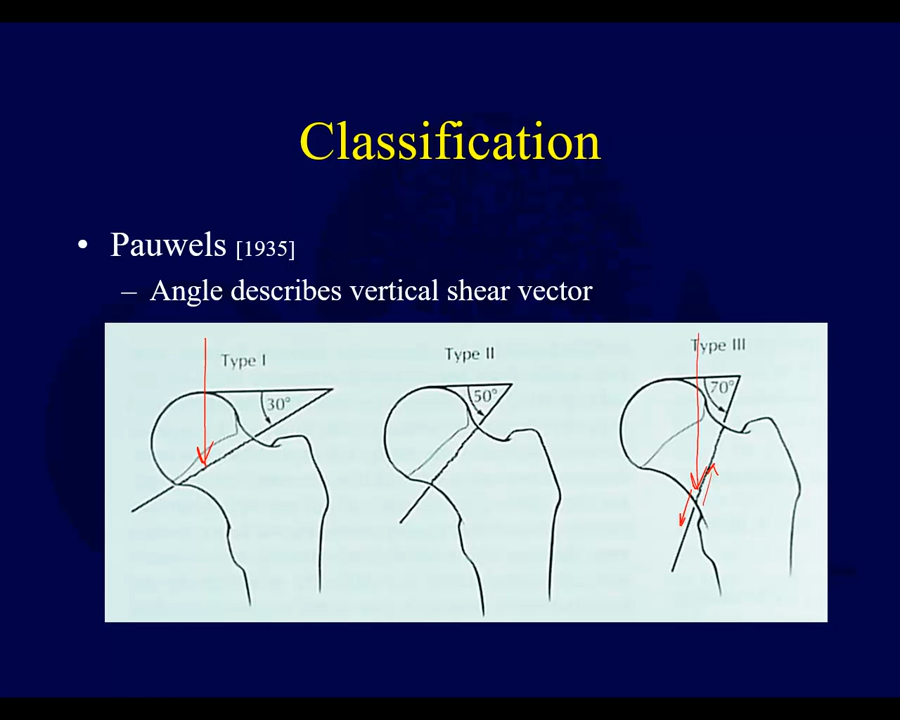 Classification
• Pauwels [1935]
– Angle describes vertical shear vector
Type I
Type II
Type III
30°
50°
70°